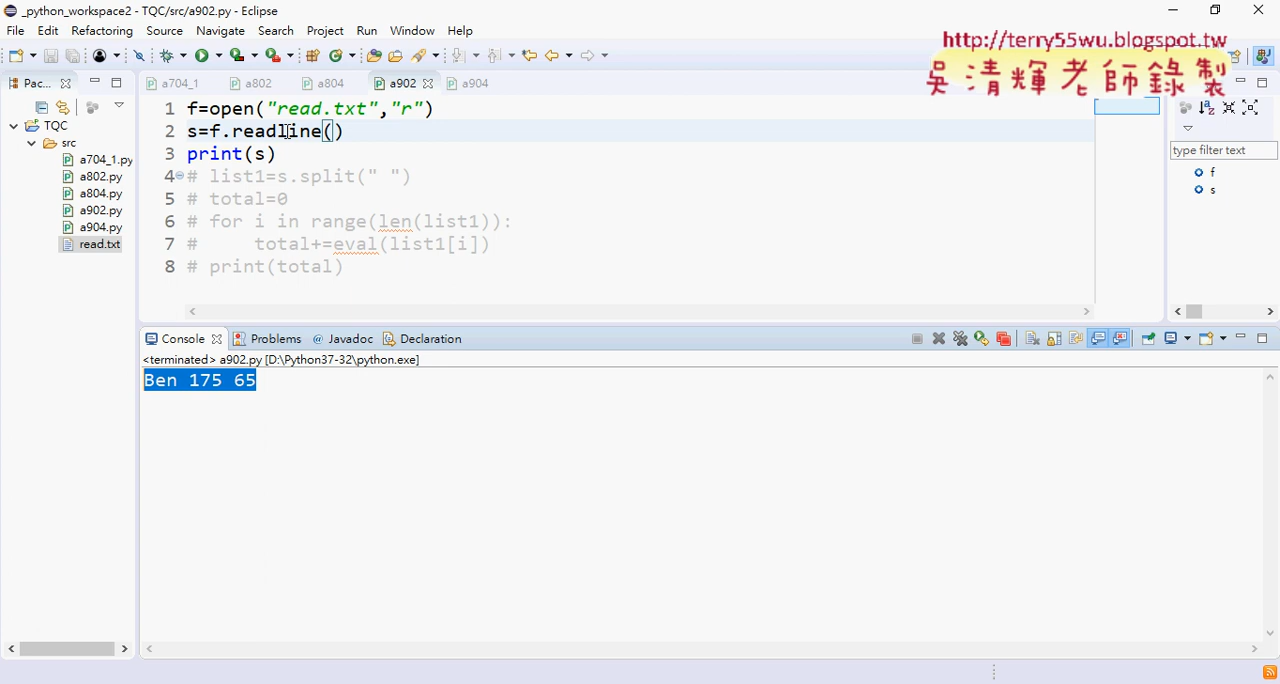 _python_workspace2 - TQC/src/a902.py - Eclipse
File Edit Refactoring Source Navigate Search Project Run Window Help
http://terry55wu.blogspot.tw
吳清輝老師錄製
Pac...
a704_1 a802 a804 a902 a904
TQC
src
a704_1.py
a802.py
a804.py
a902.py
a904.py
read.txt
1 f=open("read.txt","r")
2 s=f.readline()
3 print(s)
4 # list1=s.split(" ")
5 # total=0
6 # for i in range(len(list1)):
7 #     total+=eval(list1[i])
8 # print(total)
type filter text
f
s
Console Problems @ Javadoc Declaration
<terminated> a902.py [D:\Python37-32\python.exe]
Ben 175 65